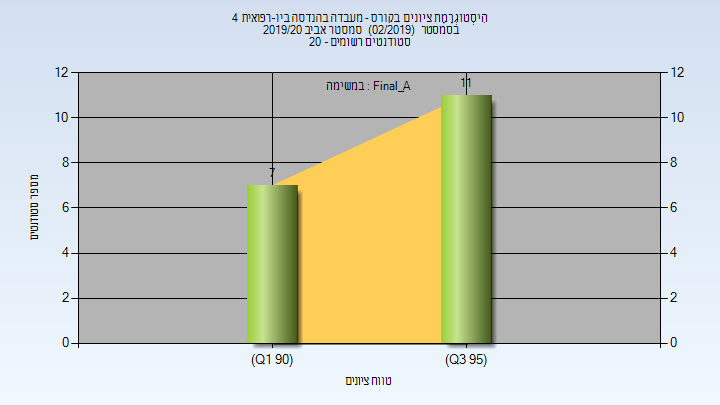 היסטוגרמת ציונים בקורס - מעבדה בהנדסה ביו-רפואית 4
בסמסטר (02/2019) סמסטר אביב 2019/20
סטודנטים רשומים - 20
במשימה : Final_A
12 12
10 10
8 8
6 6
4 4
2 2
0 0
11
7
מספר סטודנטים
(Q1 90) (Q3 95)
טווח ציונים